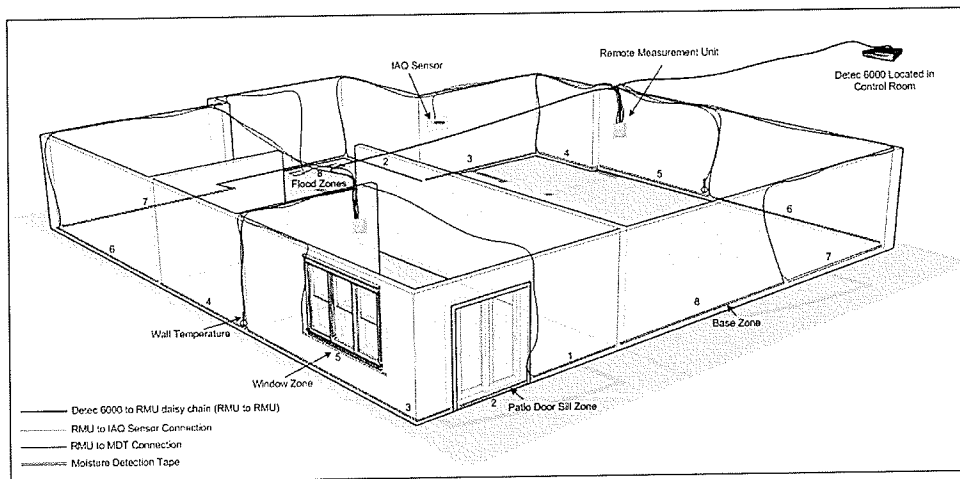 IAQ Sensor
Remote Measurement Unit
Detec 6000 Located in
Control Room
2
3
4
8
Flood Zones
5
7
6
6
7
4
8
Base Zone
Wall Temperature
5
1
Window Zone
3
2
Patio Door Sill Zone
Detec 6000 to RMU daisy chain (RMU to RMU)
RMU to IAQ Sensor Connection
RMU to MDT Connection
Moisture Detection Tape